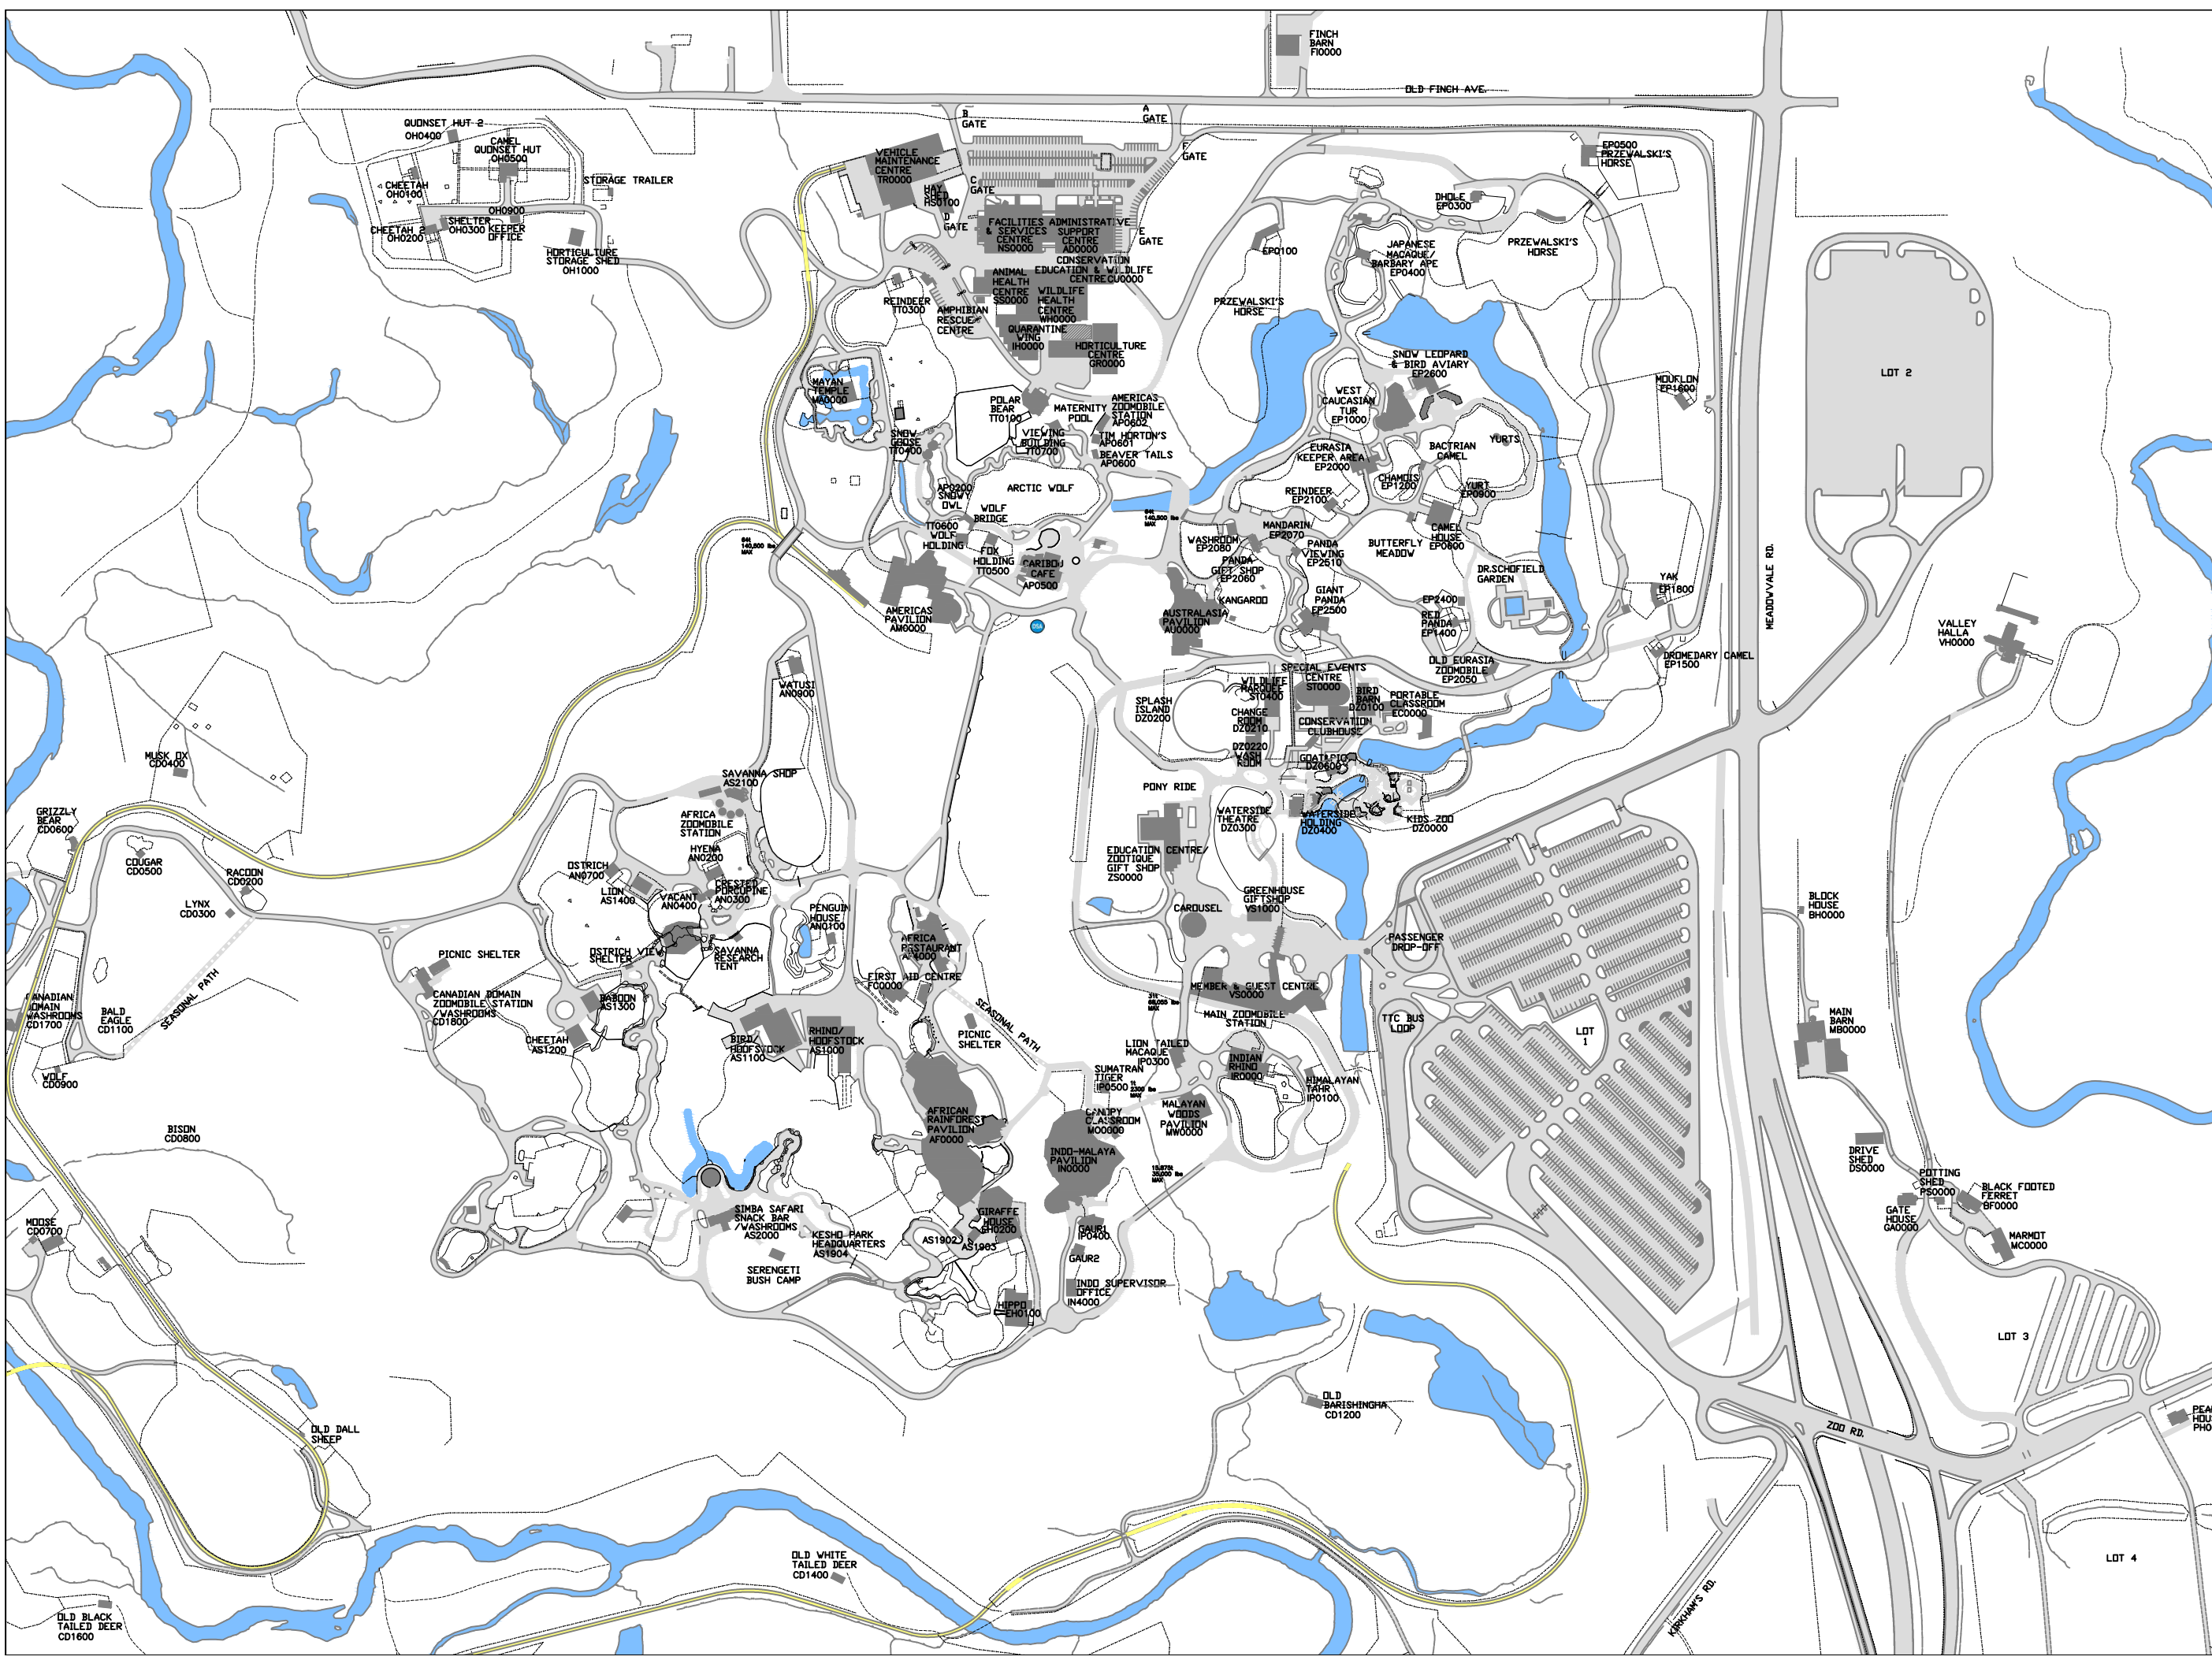 FINCH
BARN
FI0000
OLD FINCH AVE.
A
GATE
B
GATE
F
GATE
QUONSET HUT 2
OH0400
CAMEL
QUONSET HUT
OH0500
CHEETAH
OH0100
STORAGE TRAILER
OH0900
KEEPER
OFFICE
SHELTER
OH0300
CHEETAH 2
OH0200
HORTICULTURE
STORAGE SHED
OH1000
VEHICLE
MAINTENANCE
CENTRE
TR0000
HAY
SHED
HS0100
C
GATE
D
GATE
E
GATE
FACILITIES
& SERVICES
CENTRE
NS0000
ADMINISTRATIVE
SUPPORT
CENTRE
AD0000
CONSERVATION
EDUCATION & WILDLIFE
CENTRE CU0000
ANIMAL
HEALTH
CENTRE
SS0000
WILDLIFE
HEALTH
CENTRE
WH0000
QUARANTINE
WING
IH0000
HORTICULTURE
CENTRE
GR0000
REINDEER
TT0300
AMPHIBIAN
RESCUE
CENTRE
EP0500
PRZEWALSKI'S
HORSE
DHOLE
EP0300
EP0100
JAPANESE
MACAQUE/
BARBARY APE
EP0400
PRZEWALSKI'S
HORSE
PRZEWALSKI'S
HORSE
SNOW LEOPARD
& BIRD AVIARY
EP2600
MOUFLON
EP1600
LOT 2
MAYAN
TEMPLE
MA0000
POLAR
BEAR
TT0100
MATERNITY
POOL
AMERICAS
ZOOMOBILE
STATION
AP0602
TIM HORTON'S
AP0601
BEAVER TAILS
AP0600
SNOW
GOOSE
TT0400
VIEWING
BUILDING
TT0700
WEST
CAUCASIAN
TUR
EP1000
EURASIA
KEEPER AREA
EP2000
BACTRIAN
CAMEL
YURTS
CHAMOIS
EP1200
YURT
EP0900
REINDEER
EP2100
AP0200
SNOWY
OWL
ARCTIC WOLF
WOLF
BRIDGE
TT0600
WOLF
HOLDING
FOX
HOLDING
TT0500
CARIBOU
CAFE
AP0500
64t
140,800 lbs
MAX
64t
140,800 lbs
MAX
WASHROOM
EP2080
MANDARIN
EP2070
PANDA
GIFT SHOP
EP2060
PANDA
VIEWING
EP2510
BUTTERFLY
MEADOW
CAMEL
HOUSE
EP0600
DR.SCHOFIELD
GARDEN
YAK
EP1800
AMERICAS
PAVILION
AM0000
AUSTRALASIA
PAVILION
AU0000
KANGAROO
GIANT
PANDA
EP2500
EP2400
RED
PANDA
EP1400
OLD EURASIA
ZOOMOBILE
EP2050
DROMEDARY CAMEL
EP1500
MEADOWVALE RD.
VALLEY
HALLA
VH0000
WATUSI
AN0900
SPLASH
ISLAND
DZ0200
WILDLIFE
MARQUEE
ST0400
SPECIAL EVENTS
CENTRE
ST0000
BIRD
BARN
DZ0100
PORTABLE
CLASSROOM
EC0000
CHANGE
ROOM
DZ0210
CONSERVATION
CLUBHOUSE
DZ0220
WASH
ROOM
DZ0600
MUSK OX
CD0400
GRIZZLY
BEAR
CD0600
COUGAR
CD0500
RACOON
CD0200
LYNX
CD0300
SAVANNA SHOP
AS2100
AFRICA
ZOOMOBILE
STATION
PONY RIDE
WATERSIDE
THEATRE
DZ0300
WATERSIDE
HOLDING
DZ0400
KIDS ZOO
DZ0000
EDUCATION CENTRE/
ZOOTIQUE
GIFT SHOP
ZS0000
HYENA
AN0200
OSTRICH
AN0700
LION
AS1400
VACANT
AN0400
CRESTED
PORCUPINE
AN0300
PENGUIN
HOUSE
AN0100
GREENHOUSE
GIFTSHOP
VS1000
CAROUSEL
BLOCK
HOUSE
BH0000
PICNIC SHELTER
OSTRICH VIEW
SHELTER
SAVANNA
RESEARCH
TENT
AFRICA
RESTAURANT
AF4000
FIRST AID CENTRE
FC0000
PASSENGER
DROP-OFF
SEASONAL PATH
SEASONAL PATH
CANADIAN
DOMAIN
WASHROOMS
CD1700
BALD
EAGLE
CD1100
CANADIAN DOMAIN
ZOOMOBILE STATION
/WASHROOMS
CD1800
BABOON
AS1300
CHEETAH
AS1200
BIRD/
HOOFSTOCK
AS1100
RHINO/
HOOFSTOCK
AS1000
PICNIC
SHELTER
MEMBER & GUEST CENTRE
VS0000
MAIN ZOOMOBILE
STATION
TTC BUS
LOOP
LOT
1
MAIN
BARN
MB0000
WOLF
CD0900
LION TAILED
MACAQUE
IP0300
SUMATRAN
TIGER
IP0500
INDIAN
RHINO
IR0000
HIMALAYAN
TAHR
IP0100
BISON
CD0800
AFRICAN
RAINFOREST
PAVILION
AF0000
CANOPY
CLASSROOM
MO0000
MALAYAN
WOODS
PAVILION
MW0000
INDO-MALAYA
PAVILION
IN0000
35,000 lbs
MAX
DRIVE
SHED
DS0000
POTTING
SHED
PS0000
BLACK FOOTED
FERRET
BF0000
GATE
HOUSE
GA0000
MARMOT
MC0000
MOOSE
CD0700
SIMBA SAFARI
SNACK BAR
/WASHROOMS
AS2000
KESHO PARK
HEADQUARTERS
AS1904
SERENGETI
BUSH CAMP
GIRAFFE
HOUSE
EH0200
AS1902
AS1903
GAUR1
IP0400
GAUR2
INDO SUPERVISOR
OFFICE
IN4000
HIPPO
EH0100
LOT 3
OLD
BARISHINGHA
CD1200
OLD DALL
SHEEP
ZOO RD.
OLD WHITE
TAILED DEER
CD1400
KIRKHAM'S RD.
LOT 4
OLD BLACK
TAILED DEER
CD1600